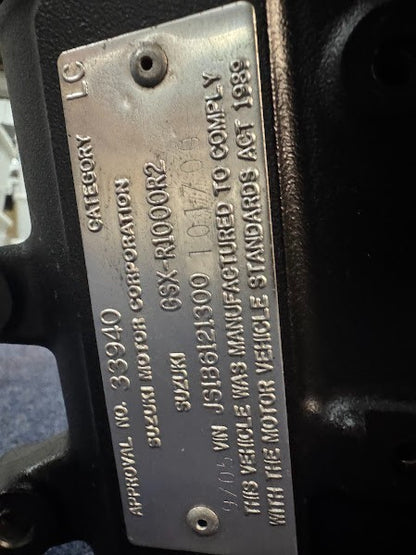 APPROVAL NO. 33940 CATEGORY LC
SUZUKI MOTOR CORPORATION
SUZUKI GSX-R1000R2
9/05 VIN JS1B6121300 101709
THIS VEHICLE WAS MANUFACTURED TO COMPLY
WITH THE MOTOR VEHICLE STANDARDS ACT 1989